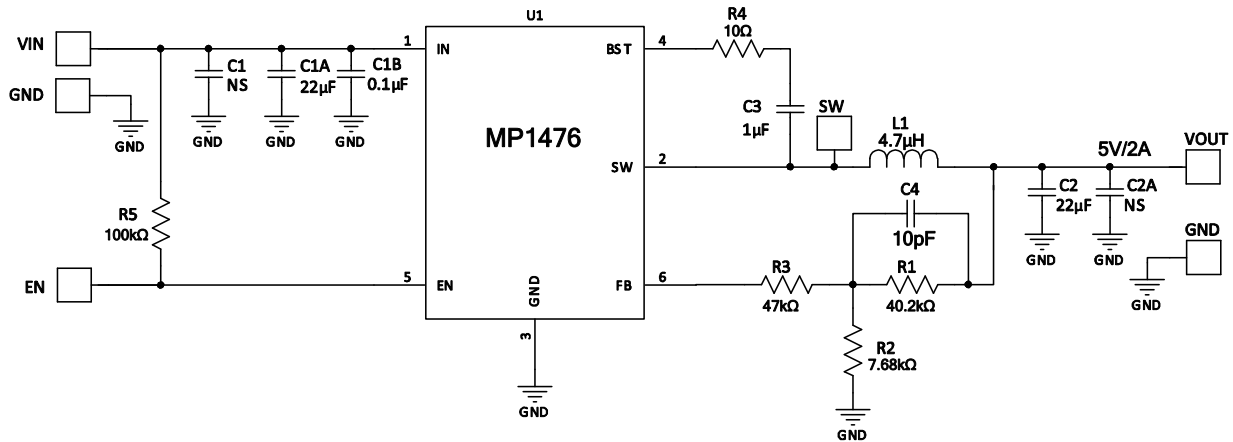 U1
R4
10Ω
VIN
1
IN
BST
4
C1
NS
C1A
22µF
C1B
0.1µF
GND
GND
GND
GND
GND
MP1476
C3
1µF
SW
L1
4.7µH
SW
2
5V/2A
VOUT
R5
100kΩ
C4
10pF
C2
22µF
C2A
NS
GND
GND
GND
GND
EN
5
EN
GND
FB
6
R3
47kΩ
R1
40.2kΩ
3
R2
7.68kΩ
GND
GND